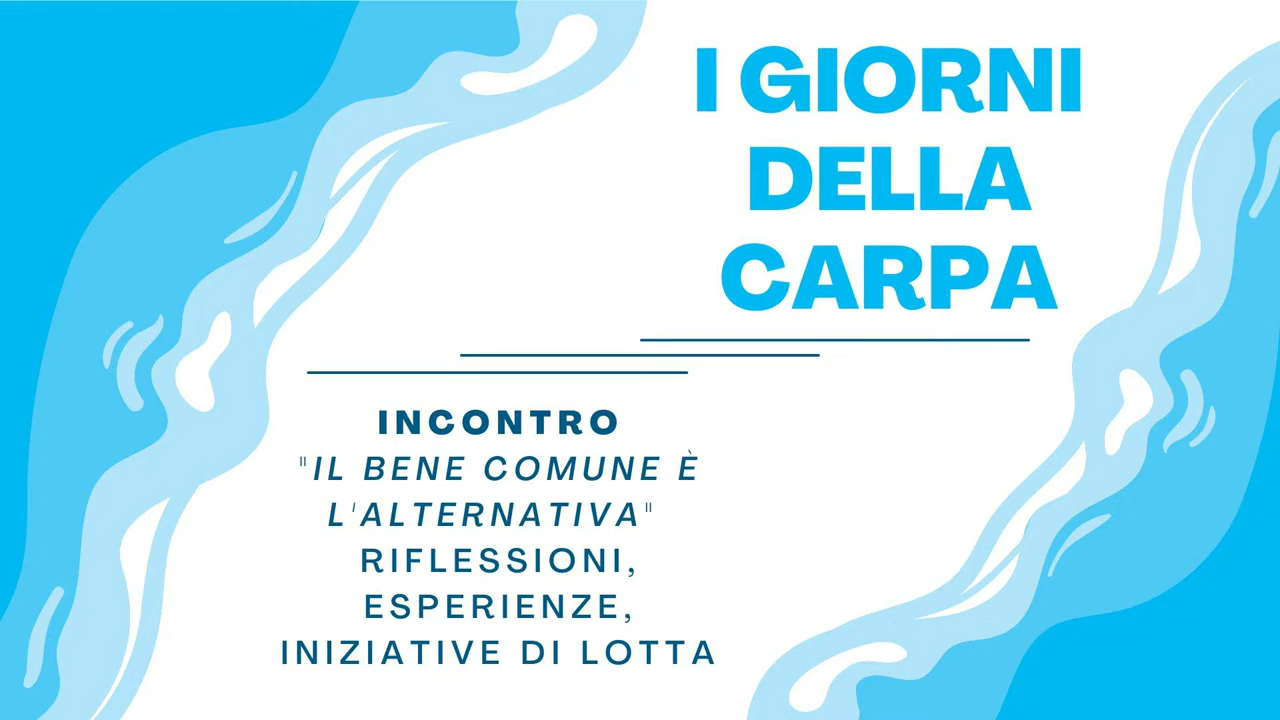 I GIORNI
DELLA
CARPA
INCONTRO
"IL BENE COMUNE È
L'ALTERNATIVA"
RIFLESSIONI,
ESPERIENZE,
INIZIATIVE DI LOTTA